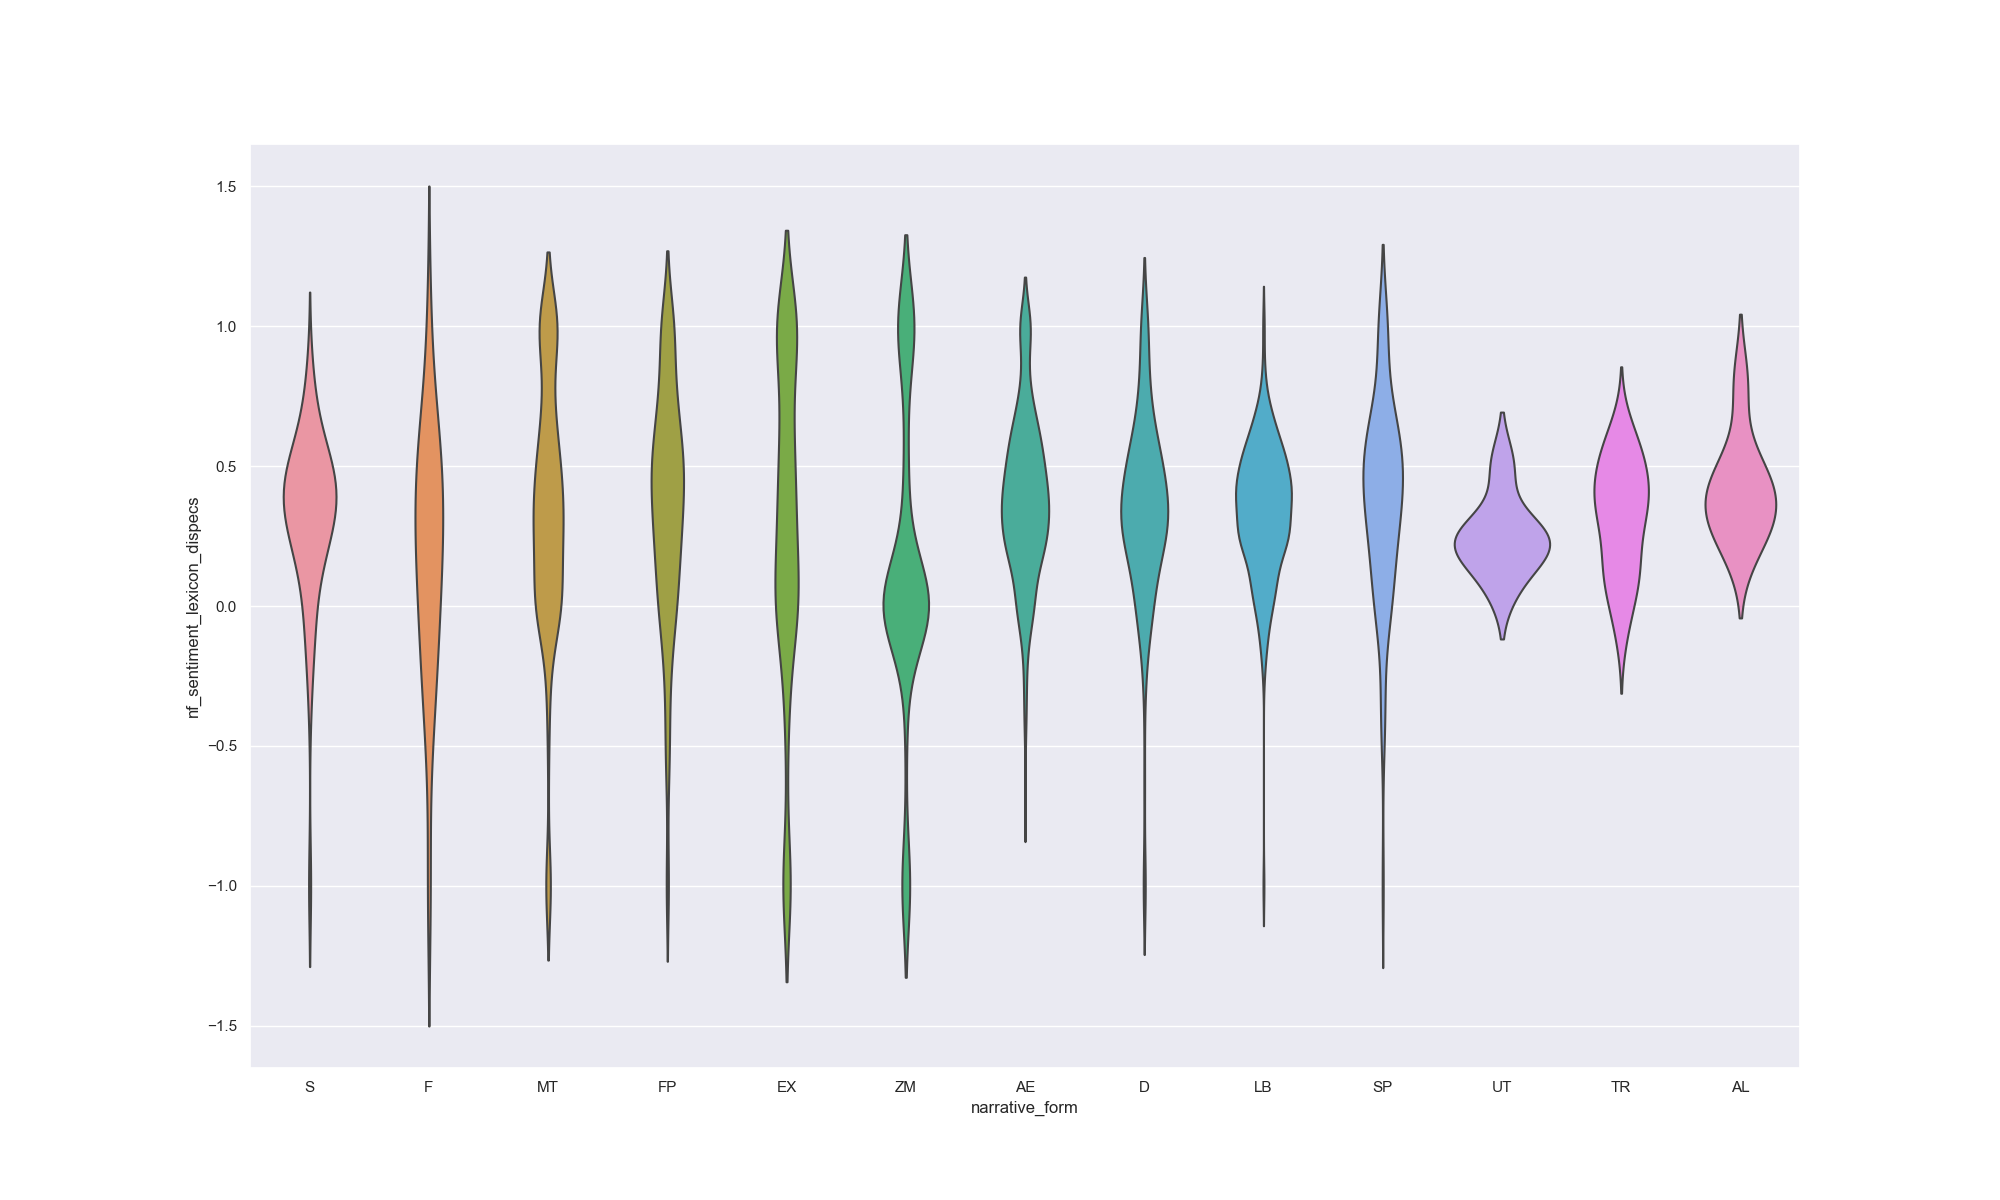 1.5
1.0
0.5
0.0
−0.5
−1.0
−1.5
nf_sentiment_lexicon_dispecs
S F MT FP EX ZM AE D LB SP UT TR AL
narrative_form